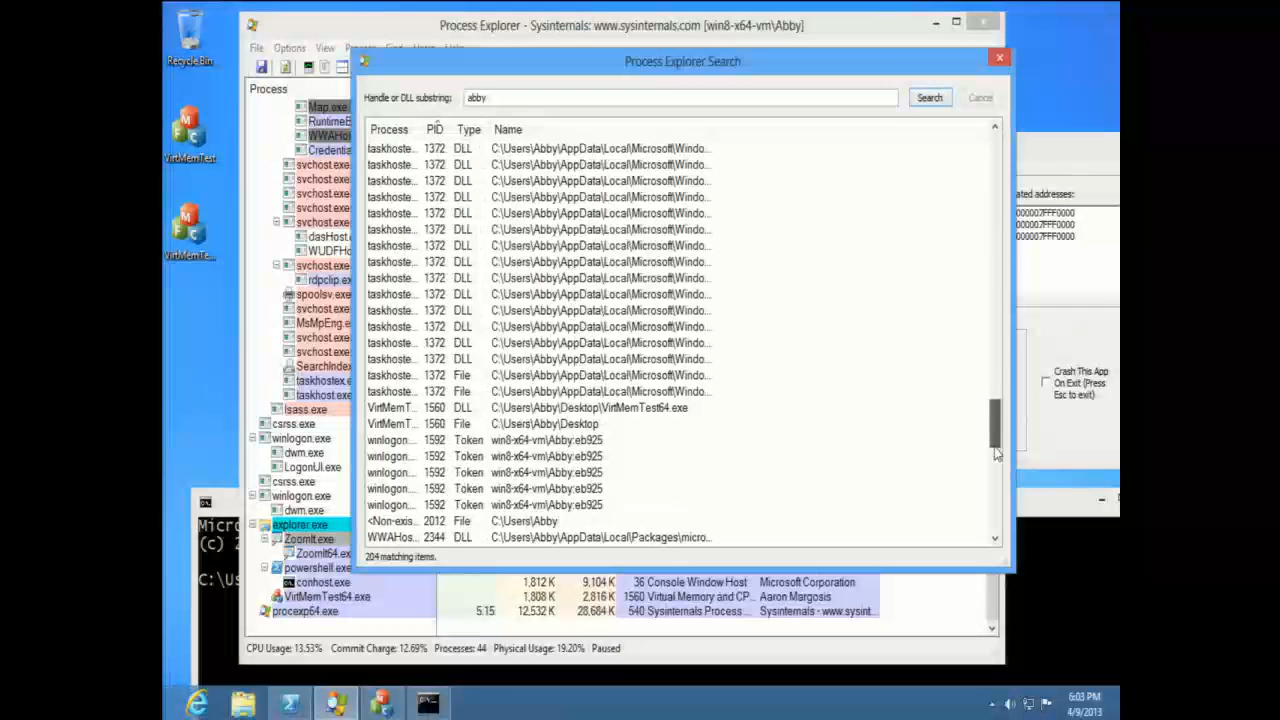 Process Explorer - Sysinternals: www.sysinternals.com [win8-x64-vm\Abby]
Recycle Bin
VirtMemTest
VirtMemTe...
File Options View
Process Explorer Search
Handle or DLL substring: abby Search Cancel
Process
Process PID Type Name
taskhoste... 1372 DLL C:\Users\Abby\AppData\Local\Microsoft\Windo...
taskhoste... 1372 DLL C:\Users\Abby\AppData\Local\Microsoft\Windo...
taskhoste... 1372 DLL C:\Users\Abby\AppData\Local\Microsoft\Windo...
taskhoste... 1372 DLL C:\Users\Abby\AppData\Local\Microsoft\Windo...
taskhoste... 1372 DLL C:\Users\Abby\AppData\Local\Microsoft\Windo...
taskhoste... 1372 DLL C:\Users\Abby\AppData\Local\Microsoft\Windo...
taskhoste... 1372 DLL C:\Users\Abby\AppData\Local\Microsoft\Windo...
taskhoste... 1372 DLL C:\Users\Abby\AppData\Local\Microsoft\Windo...
taskhoste... 1372 DLL C:\Users\Abby\AppData\Local\Microsoft\Windo...
taskhoste... 1372 DLL C:\Users\Abby\AppData\Local\Microsoft\Windo...
taskhoste... 1372 DLL C:\Users\Abby\AppData\Local\Microsoft\Windo...
taskhoste... 1372 DLL C:\Users\Abby\AppData\Local\Microsoft\Windo...
taskhoste... 1372 DLL C:\Users\Abby\AppData\Local\Microsoft\Windo...
taskhoste... 1372 DLL C:\Users\Abby\AppData\Local\Microsoft\Windo...
taskhoste... 1372 File C:\Users\Abby\AppData\Local\Microsoft\Windo...
taskhoste... 1372 File C:\Users\Abby\AppData\Local\Microsoft\Windo...
VirtMemT... 1560 DLL C:\Users\Abby\Desktop\VirtMemTest64.exe
VirtMemT... 1560 File C:\Users\Abby\Desktop
winlogon.... 1592 Token win8-x64-vm\Abby:eb925
winlogon.... 1592 Token win8-x64-vm\Abby:eb925
winlogon.... 1592 Token win8-x64-vm\Abby:eb925
winlogon.... 1592 Token win8-x64-vm\Abby:eb925
winlogon.... 1592 Token win8-x64-vm\Abby:eb925
<Non-exis... 2012 File C:\Users\Abby
WWAHos... 2344 DLL C:\Users\Abby\AppData\Local\Packages\micro...
204 matching items.
Map.exe
RuntimeB
WWAHo
Credentia
svchost.exe
svchost.exe
svchost.exe
svchost.exe
svchost.exe
dasHost.
WUDFHo
svchost.exe
rdpclip.ex
spoolsv.exe
svchost.exe
MsMpEng.e
svchost.exe
svchost.exe
SearchIndex
taskhostex.e
taskhost.exe
lsass.exe
csrss.exe
winlogon.exe
dwm.exe
LogonUI.exe
csrss.exe
winlogon.exe
dwm.exe
explorer.exe
ZoomIt.exe
ZoomIt64.ex
powershell.exe
conhost.exe 1,812 K 9,104 K 36 Console Window Host Microsoft Corporation
VirtMemTest64.exe 1,808 K 2,816 K 1560 Virtual Memory and CP... Aaron Margosis
procexp64.exe 5.15 12,532 K 28,684 K 540 Sysinternals Process... Sysinternals - www.sysint...
CPU Usage: 13.53% Commit Charge: 12.69% Processes: 44 Physical Usage: 19.20% Paused
ated addresses:
000007FFF0000
000007FFF0000
000007FFF0000
Crash This App
On Exit (Press
Esc to exit)
Micro
(c) 2
C:\Us
6:03 PM
4/9/2013